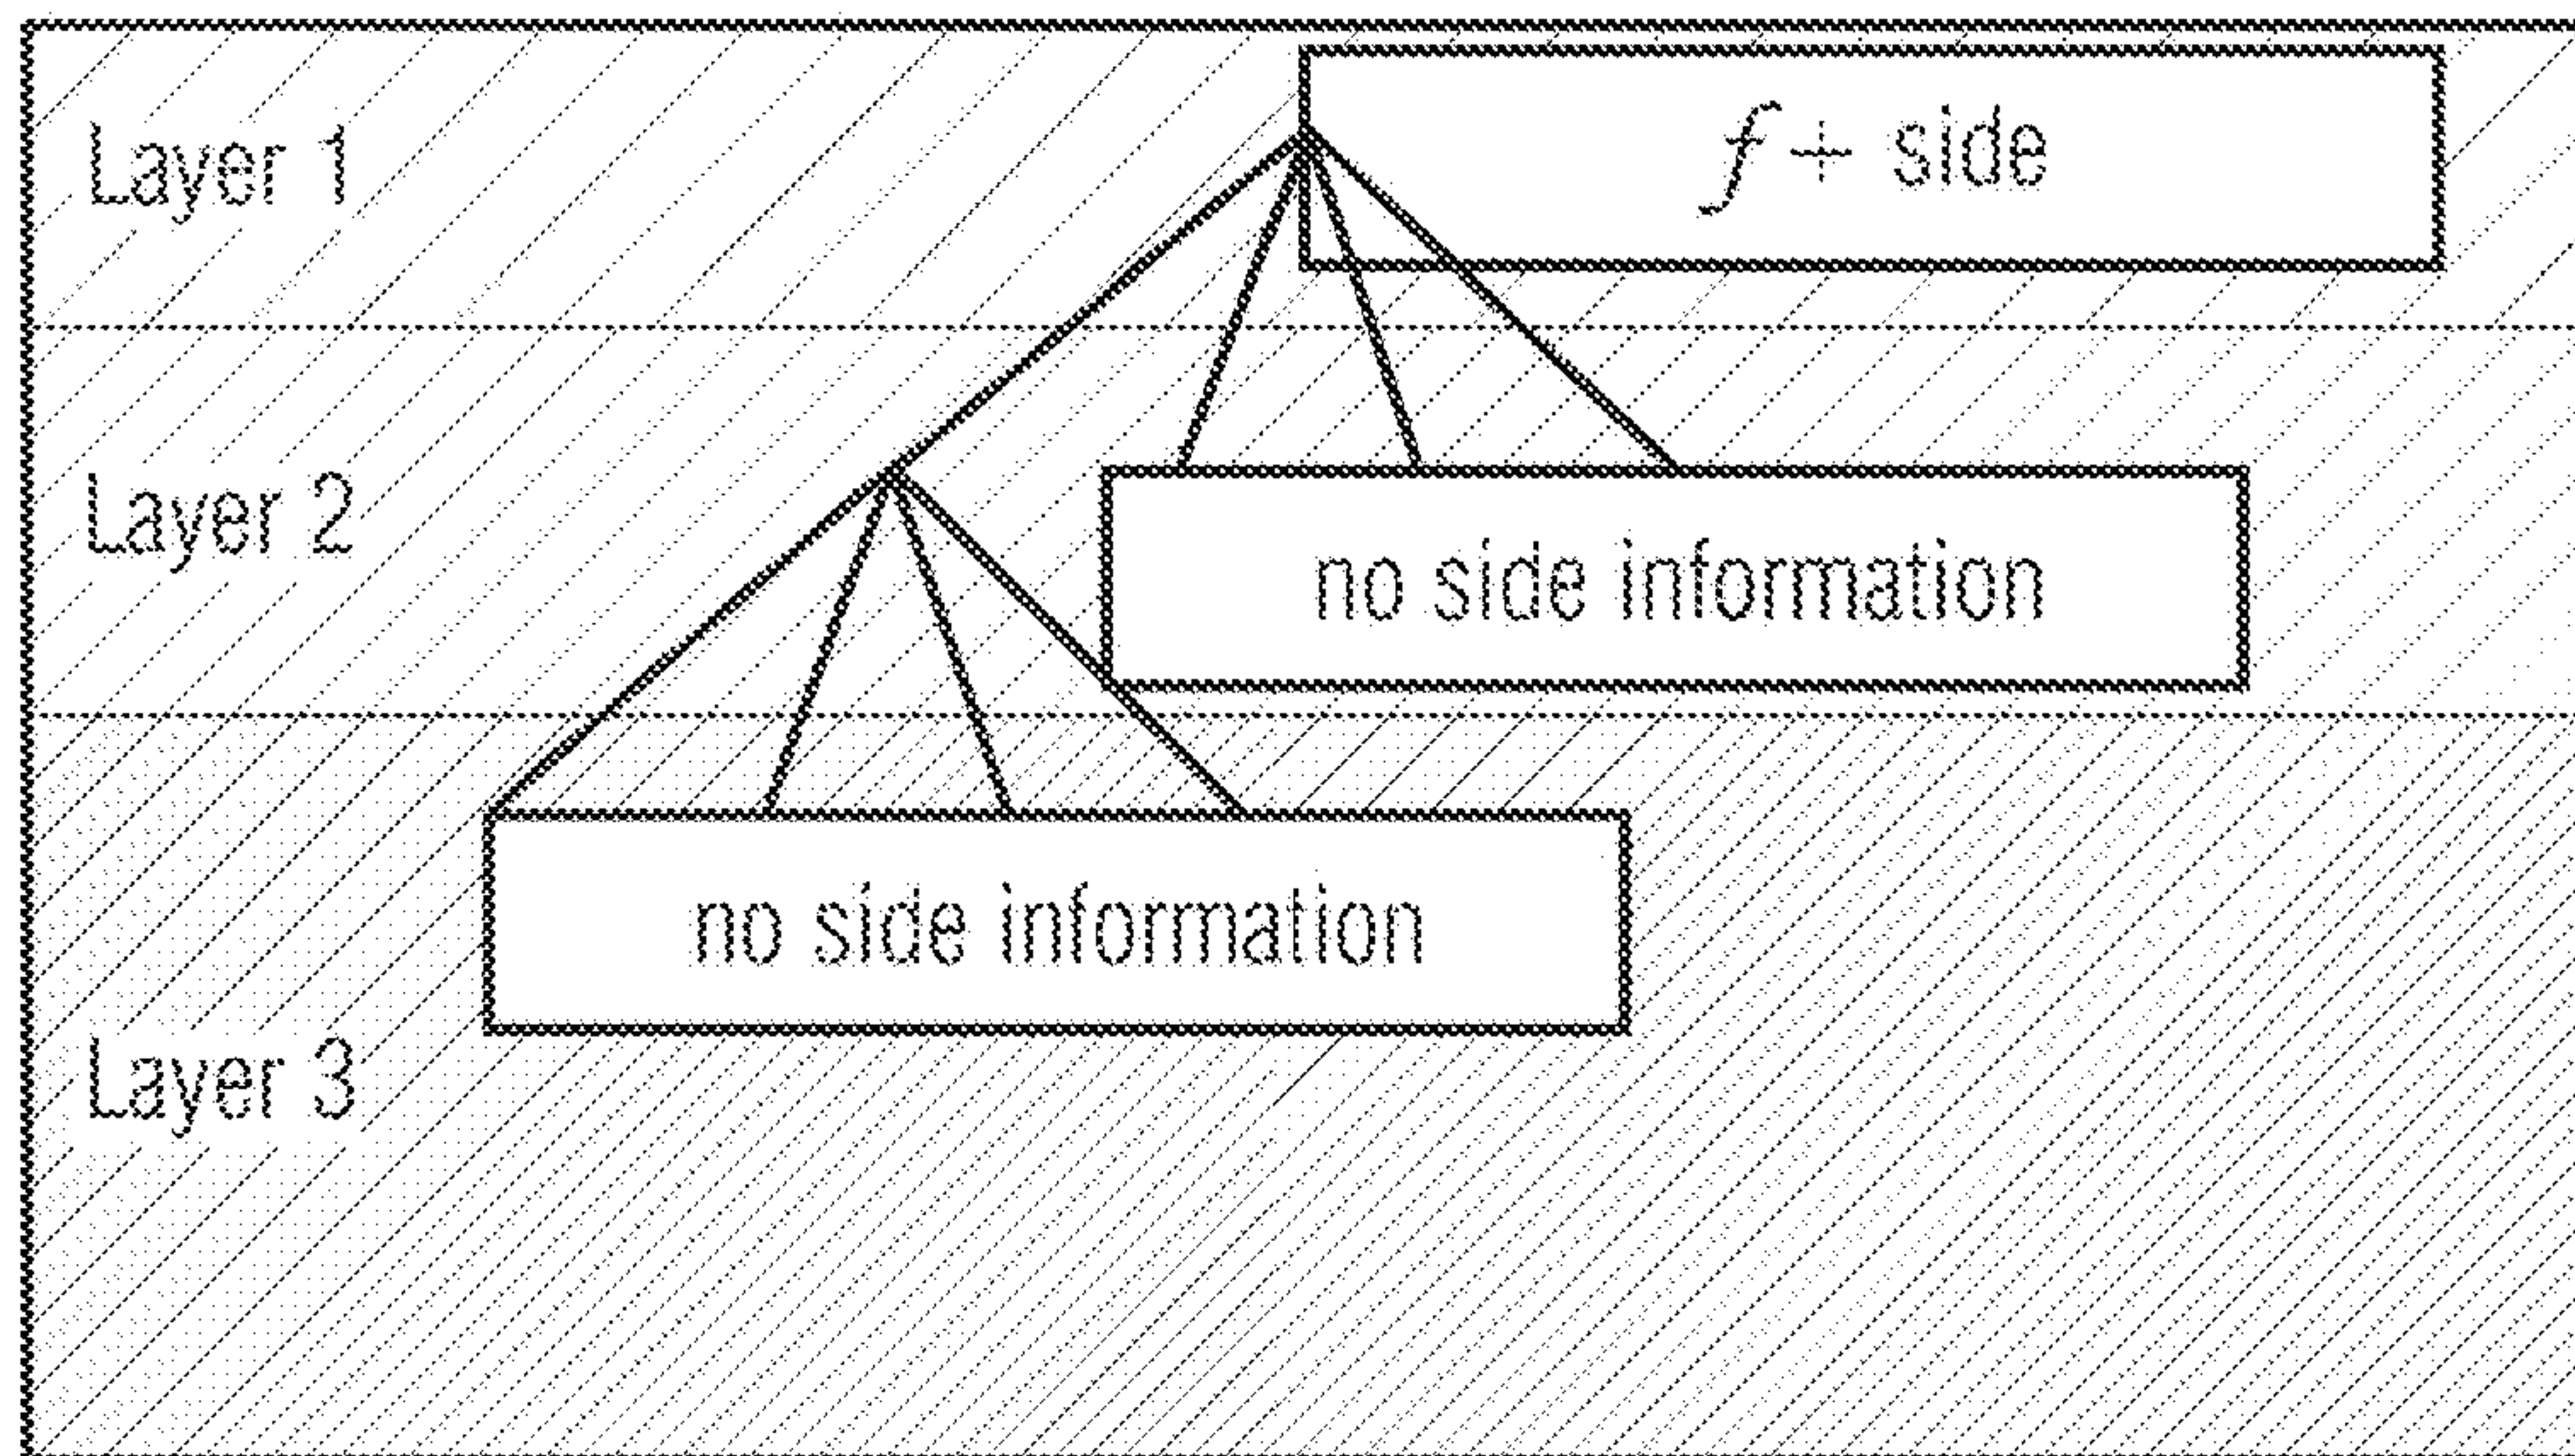 Layer 1
f + side
Layer 2
no side information
no side information
Layer 3